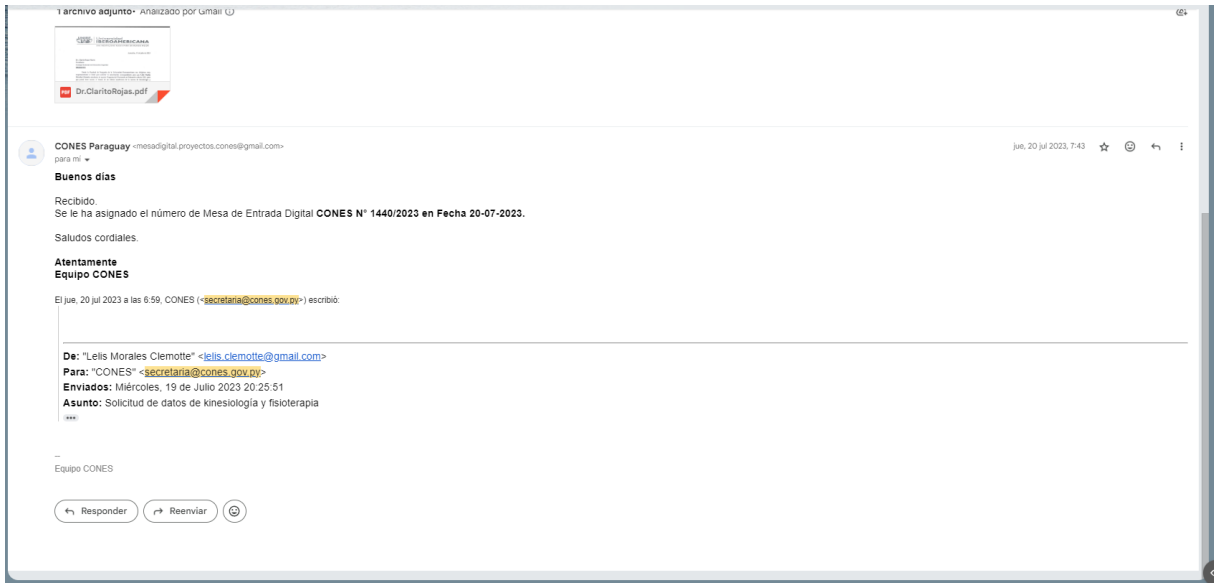 1 archivo adjunto• Analizado por Gmail
IBEROAMERICANA
PDF Dr.ClaritoRojas.pdf
CONES Paraguay <mesadigital.proyectos.cones@gmail.com> jue, 20 jul 2023, 7:43
para mí
Buenos días
Recibido.
Se le ha asignado el número de Mesa de Entrada Digital CONES N° 1440/2023 en Fecha 20-07-2023.
Saludos cordiales.
Atentamente
Equipo CONES
El jue, 20 jul 2023 a las 6:59, CONES (<secretaria@cones.gov.py>) escribió:
De: "Lelis Morales Clemotte" <lelis.clemotte@gmail.com>
Para: "CONES" <secretaria@cones.gov.py>
Enviados: Miércoles, 19 de Julio 2023 20:25:51
Asunto: Solicitud de datos de kinesiología y fisioterapia
•••
--
Equipo CONES
Responder Reenviar